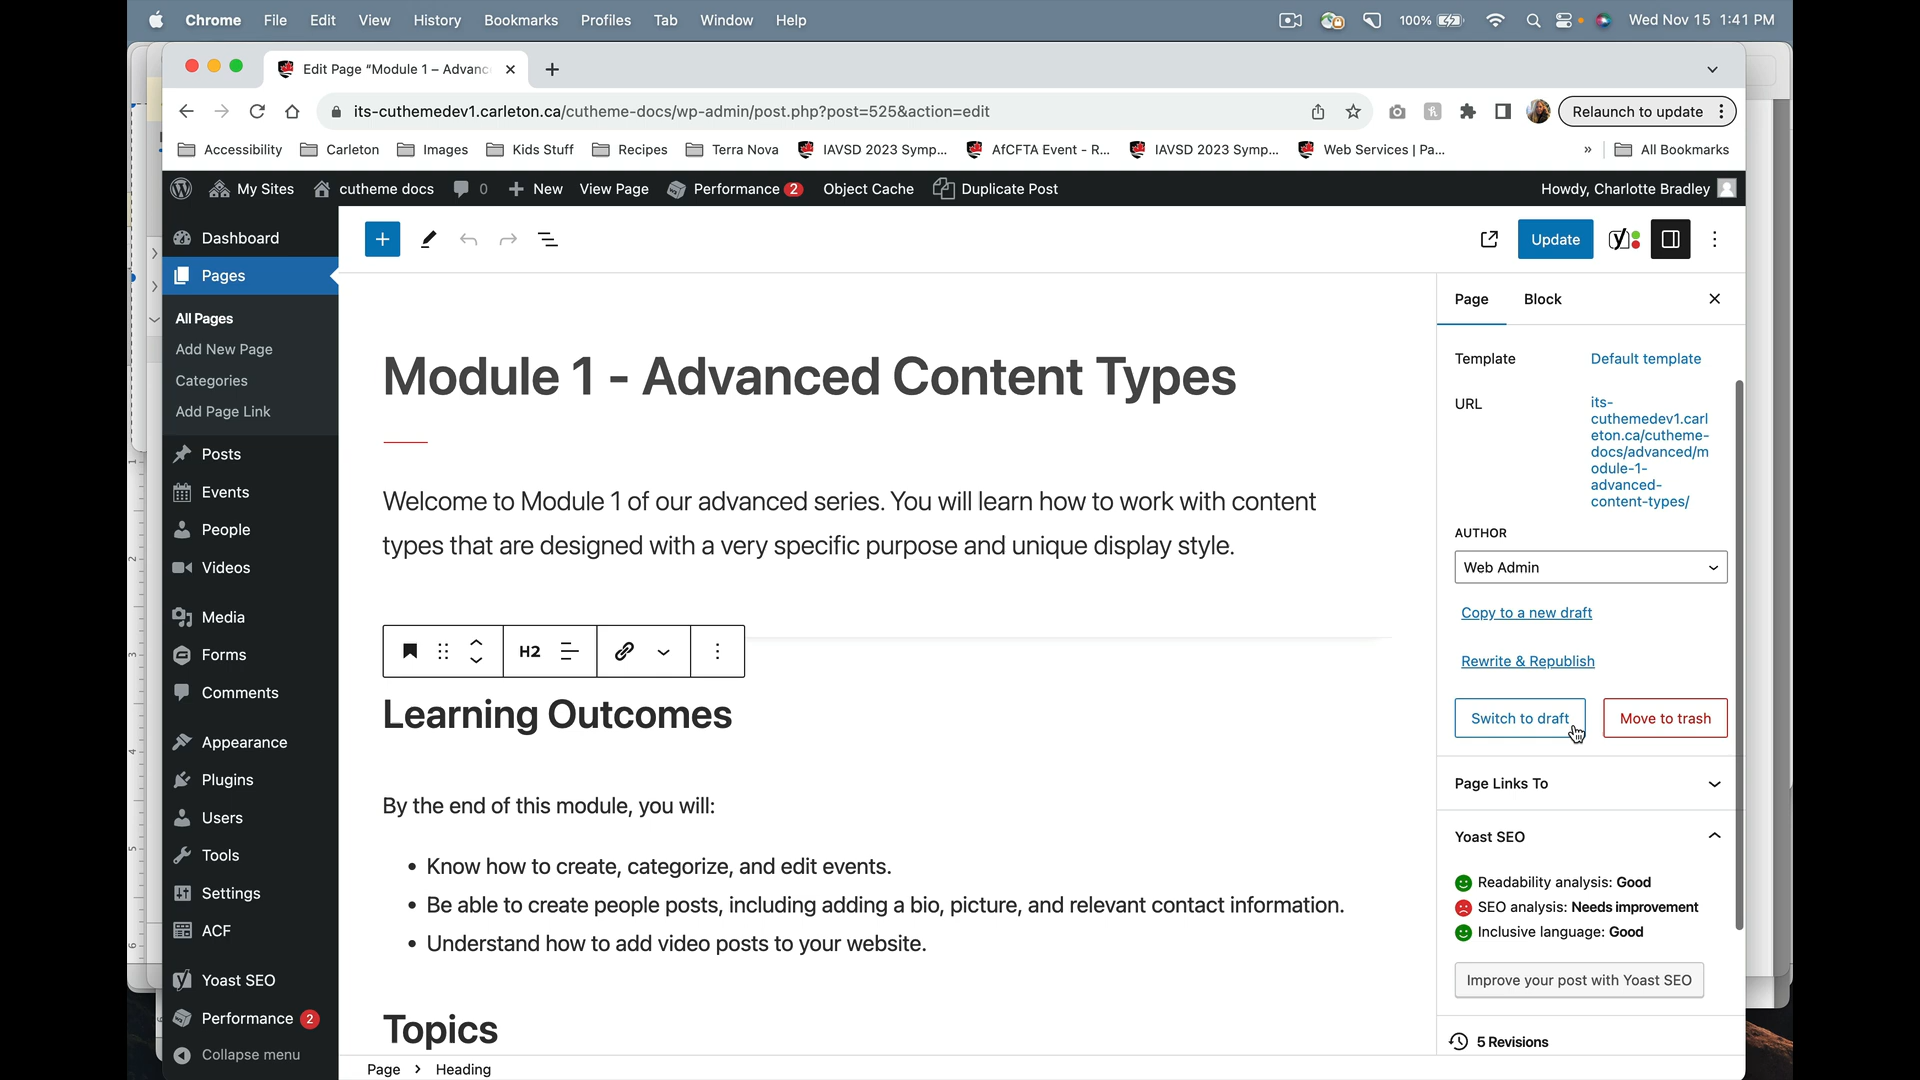 Chrome File Edit View History Bookmarks Profiles Tab Window Help 100% Wed Nov 15 1:41 PM
Edit Page "Module 1 – Advanc
its-cuthemedev1.carleton.ca/cutheme-docs/wp-admin/post.php?post=525&action=edit Relaunch to update
Accessibility Carleton Images Kids Stuff Recipes Terra Nova IAVSD 2023 Symp... AfCFTA Event - R... IAVSD 2023 Symp... Web Services | Pa... » All Bookmarks
My Sites cutheme docs 0 New View Page Performance 2 Object Cache Duplicate Post Howdy, Charlotte Bradley
Dashboard
Pages
All Pages
Add New Page
Categories
Add Page Link
Posts
Events
People
Videos
Media
Forms
Comments
Appearance
Plugins
Users
Tools
Settings
ACF
Yoast SEO
Performance 2
Collapse menu
Update
Module 1 - Advanced Content Types
Welcome to Module 1 of our advanced series. You will learn how to work with content
types that are designed with a very specific purpose and unique display style.
H2
Learning Outcomes
By the end of this module, you will:
• Know how to create, categorize, and edit events.
• Be able to create people posts, including adding a bio, picture, and relevant contact information.
• Understand how to add video posts to your website.
Topics
Page › Heading
Page Block
Template Default template
URL its-
cuthemedev1.carl
eton.ca/cutheme-
docs/advanced/m
odule-1-
advanced-
content-types/
AUTHOR
Web Admin
Copy to a new draft
Rewrite & Republish
Switch to draft Move to trash
Page Links To
Yoast SEO
Readability analysis: Good
SEO analysis: Needs improvement
Inclusive language: Good
Improve your post with Yoast SEO
5 Revisions